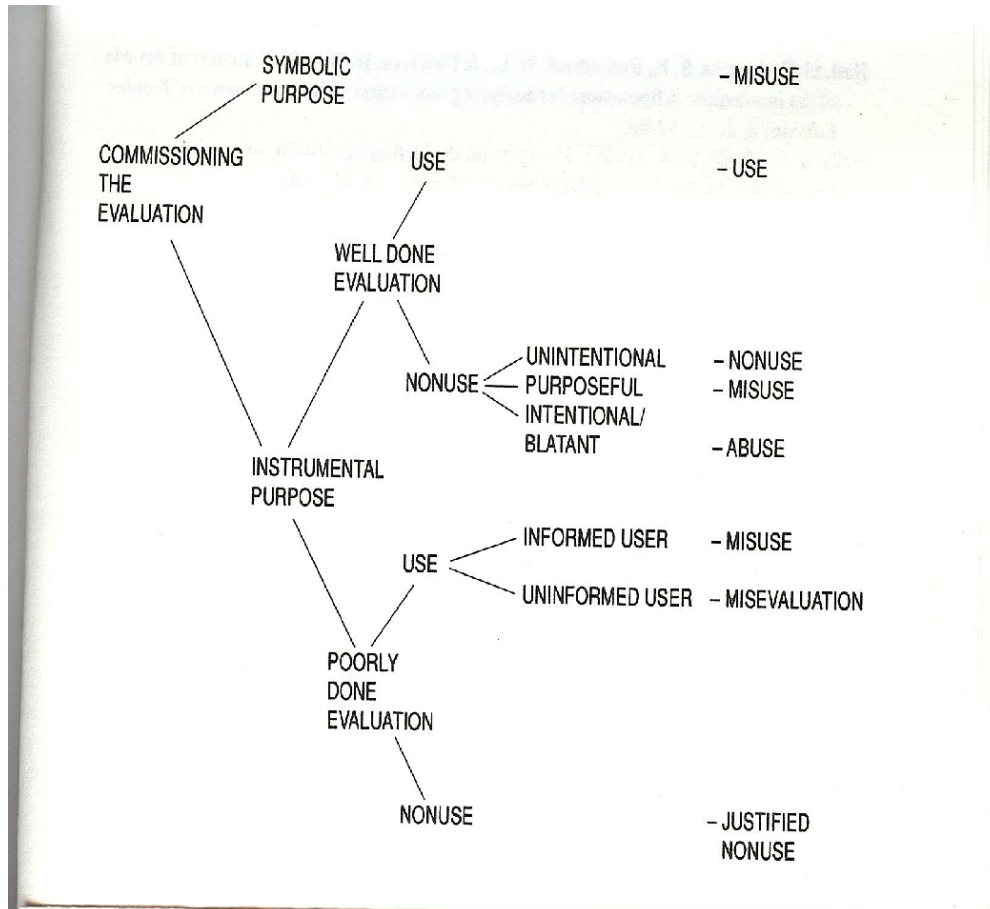 SYMBOLIC
PURPOSE
– MISUSE
COMMISSIONING
THE
EVALUATION
USE
– USE
WELL DONE
EVALUATION
NONUSE
UNINTENTIONAL
– NONUSE
PURPOSEFUL
– MISUSE
INTENTIONAL/
BLATANT
– ABUSE
INSTRUMENTAL
PURPOSE
USE
INFORMED USER
– MISUSE
UNINFORMED USER
– MISEVALUATION
POORLY
DONE
EVALUATION
NONUSE
– JUSTIFIED
NONUSE